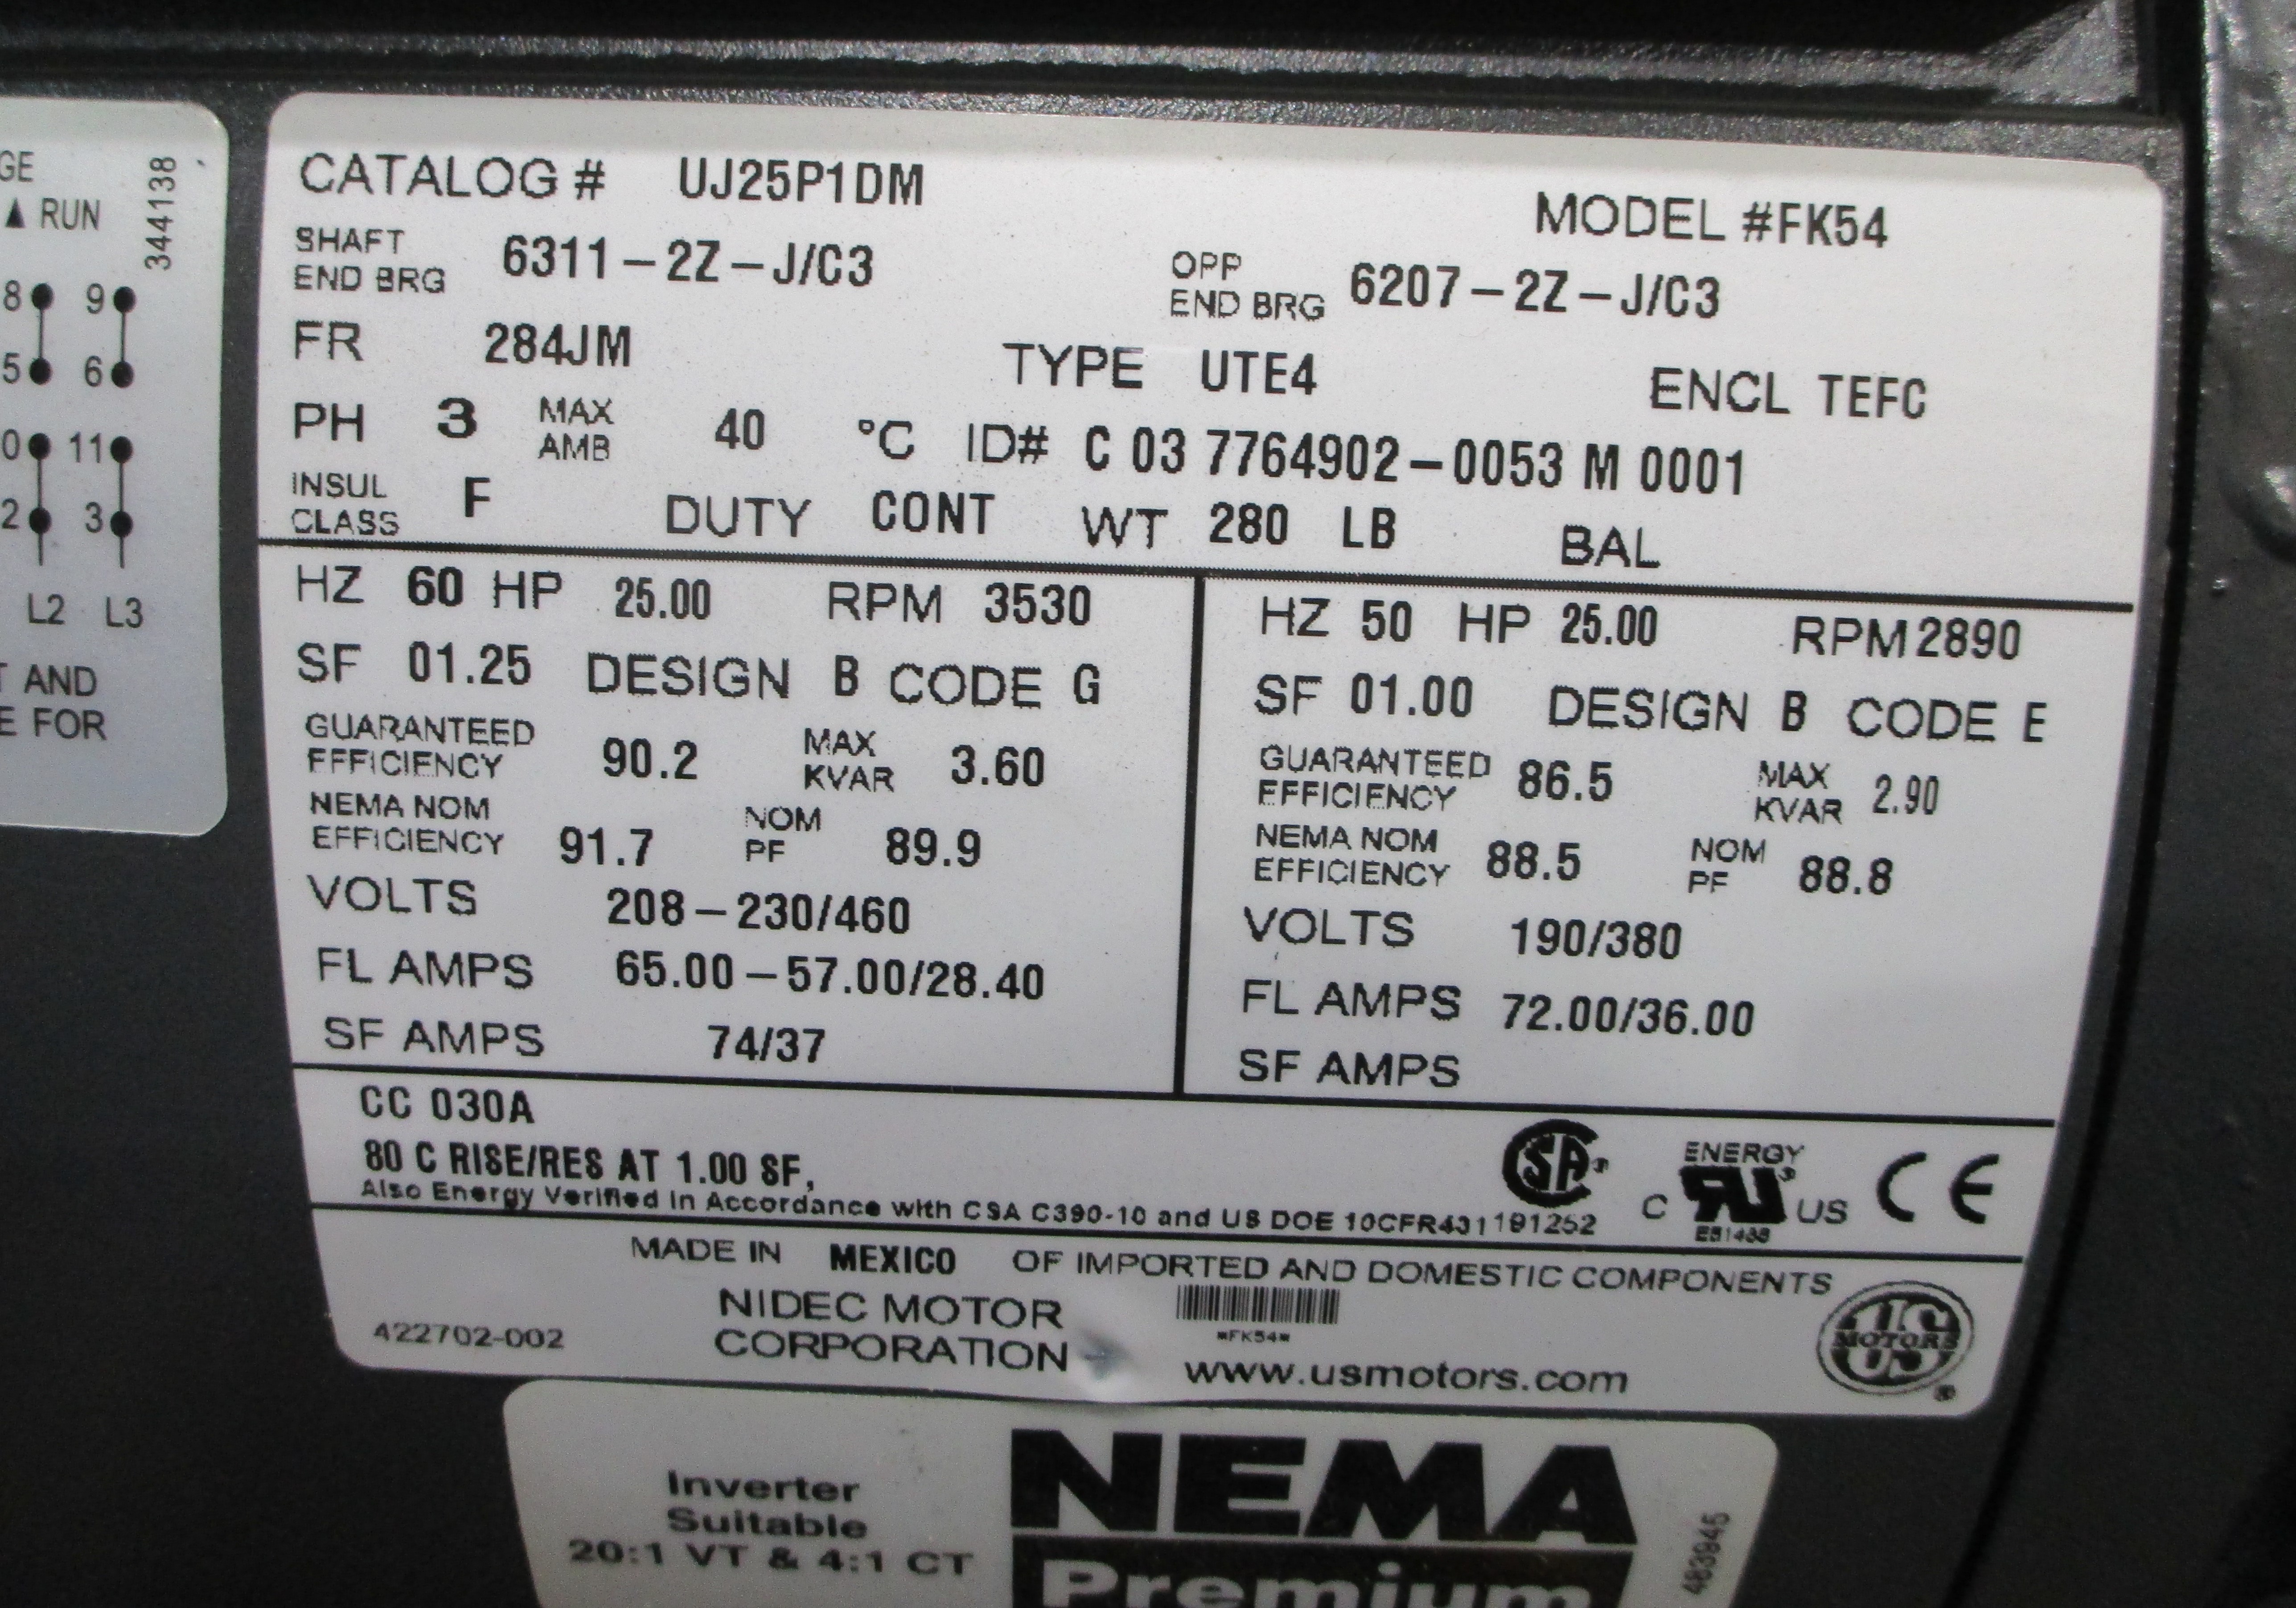 GE
▲ RUN
344138
8 9
5 6
0 11
2 3
L2 L3
T AND
E FOR
CATALOG # UJ25P1DM MODEL #FK54
SHAFT END BRG 6311-2Z-J/C3 OPP END BRG 6207-2Z-J/C3
FR 284JM TYPE UTE4 ENCL TEFC
PH 3 MAX AMB 40 °C ID# C 03 7764902-0053 M 0001
INSUL CLASS F DUTY CONT WT 280 LB BAL
HZ 60 HP 25.00 RPM 3530
SF 01.25 DESIGN B CODE G
GUARANTEED EFFICIENCY 90.2 MAX KVAR 3.60
NEMA NOM EFFICIENCY 91.7 NOM PF 89.9
VOLTS 208-230/460
FL AMPS 65.00-57.00/28.40
SF AMPS 74/37
HZ 50 HP 25.00 RPM 2890
SF 01.00 DESIGN B CODE E
GUARANTEED EFFICIENCY 86.5 MAX KVAR 2.90
NEMA NOM EFFICIENCY 88.5 NOM PF 88.8
VOLTS 190/380
FL AMPS 72.00/36.00
SF AMPS
CC 030A
80 C RISE/RES AT 1.00 SF,
Also Energy Verified in Accordance with CSA C390-10 and US DOE 10CFR431 191252
SA®
ENERGY
C UR® US
CE
MADE IN MEXICO OF IMPORTED AND DOMESTIC COMPONENTS
NIDEC MOTOR
CORPORATION
422702-002
*FK54*
www.usmotors.com
US
MOTORS
®
Inverter
Suitable
20:1 VT & 4:1 CT
NEMA
Premium
483945